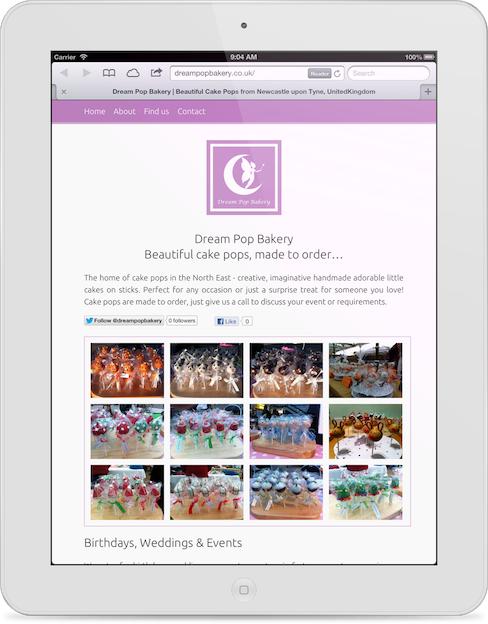 Carrier 9:04 AM 100%
dreampopbakery.co.uk/ Reader Search
Dream Pop Bakery | Beautiful Cake Pops from Newcastle upon Tyne, UnitedKingdom
Home About Find us Contact
Dream Pop Bakery
Dream Pop Bakery
Beautiful cake pops, made to order…
The home of cake pops in the North East - creative, imaginative handmade adorable little
cakes on sticks. Perfect for any occasion or just a surprise treat for someone you love!
Cake pops are made to order, just give us a call to discuss your event or requirements.
Follow @dreampopbakery 0 followers Like 0
Birthdays, Weddings & Events